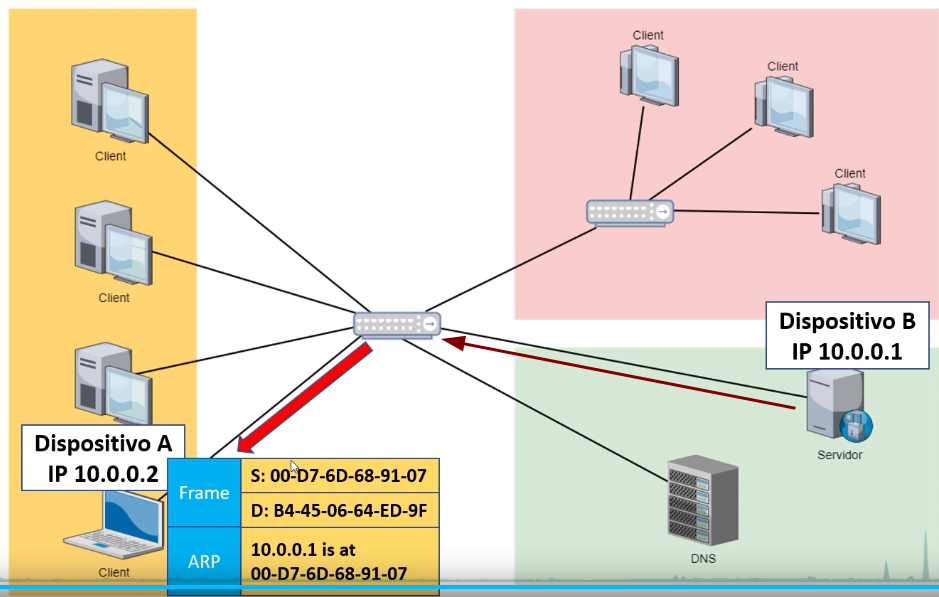 Client
Client
Client
Client
Client
Dispositivo B
IP 10.0.0.1
Dispositivo A
IP 10.0.0.2
Servidor
Frame
S: 00-D7-6D-68-91-07
D: B4-45-06-64-ED-9F
ARP
10.0.0.1 is at
00-D7-6D-68-91-07
DNS
Client